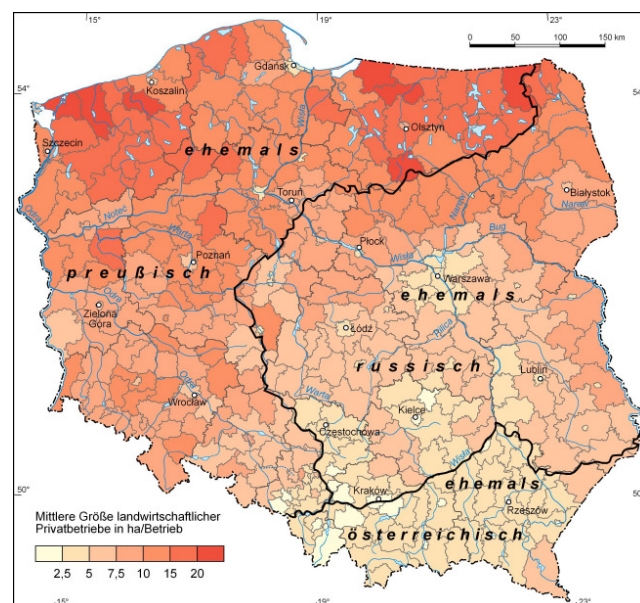 15°
19°
23°
0 50 100 150 km
Gdańsk
Koszalin
54°
Olsztyn
Szczecin
ehemals
Wisła
Toruń
Białystok
Narew
Narew
Odra
Noteć
Warta
Płock
Bug
Wisła
Poznań
Warszawa
preußisch
ehemals
Odra
Zielona
Góra
Łódź
Pilica
russisch
Lublin
Odra
Warta
Wrocław
Kielce
Częstochowa
Wisła
ehemals
50°
Kraków
Rzeszów
österreichisch
Mittlere Größe landwirtschaftlicher
Privatbetriebe in ha/Betrieb
2,5 5 7,5 10 15 20
15°
19°
23°